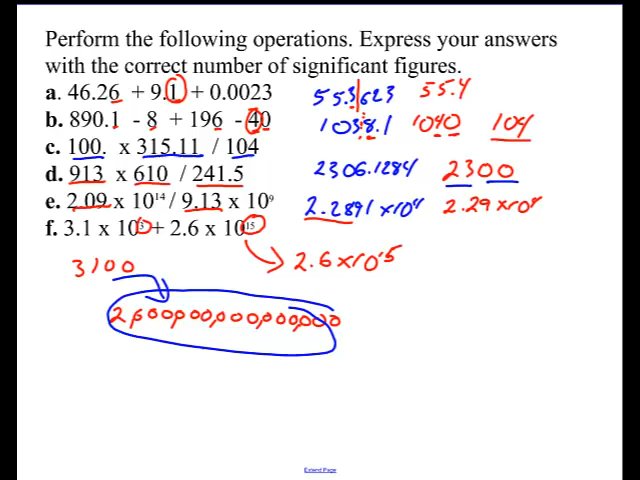 Perform the following operations. Express your answers
with the correct number of significant figures.
a. 46.26 + 9.1 + 0.0023 55.3623 55.4
b. 890.1 - 8 + 196 - 40 1038.1 1040 104
c. 100. x 315.11 / 104
d. 913 x 610 / 241.5 2306.1284 2300
e. 2.09 x 10¹⁴ / 9.13 x 10⁹ 2.2891 x 10⁴ 2.29 x 10⁴
f. 3.1 x 10³ + 2.6 x 10¹⁵
3100 2.6 x 10¹⁵
2,600,000,000,000,000
Extend Page